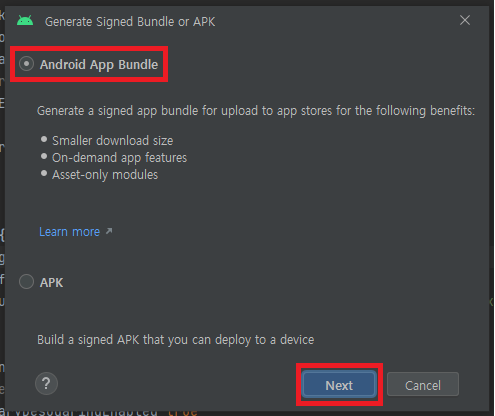 Generate Signed Bundle or APK
Android App Bundle
Generate a signed app bundle for upload to app stores for the following benefits:
Smaller download size
On-demand app features
Asset-only modules
Learn more ↗
APK
Build a signed APK that you can deploy to a device
?
Next
Cancel